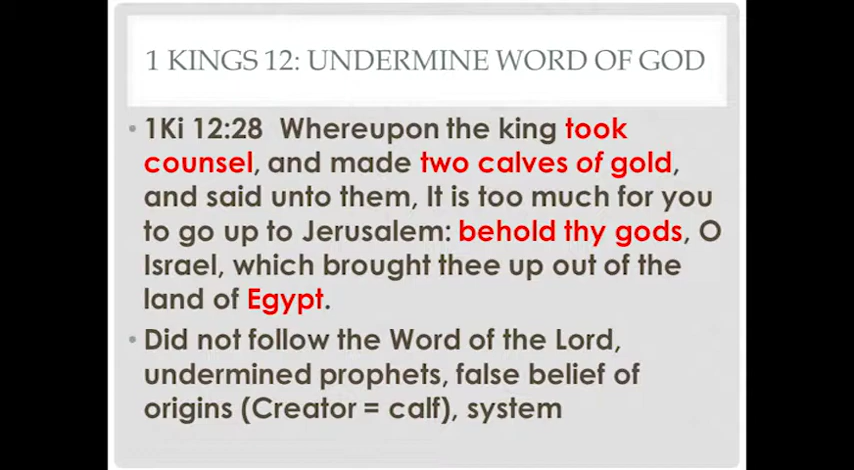 1 KINGS 12: UNDERMINE WORD OF GOD
• 1Ki 12:28 Whereupon the king took
counsel, and made two calves of gold,
and said unto them, It is too much for you
to go up to Jerusalem: behold thy gods, O
Israel, which brought thee up out of the
land of Egypt.
• Did not follow the Word of the Lord,
undermined prophets, false belief of
origins (Creator = calf), system